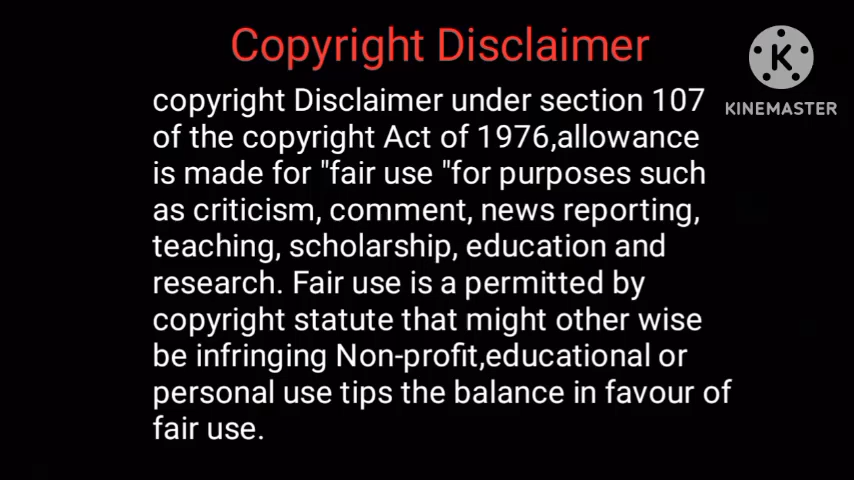 Copyright Disclaimer
KINEMASTER
copyright Disclaimer under section 107
of the copyright Act of 1976,allowance
is made for "fair use "for purposes such
as criticism, comment, news reporting,
teaching, scholarship, education and
research. Fair use is a permitted by
copyright statute that might other wise
be infringing Non-profit,educational or
personal use tips the balance in favour of
fair use.